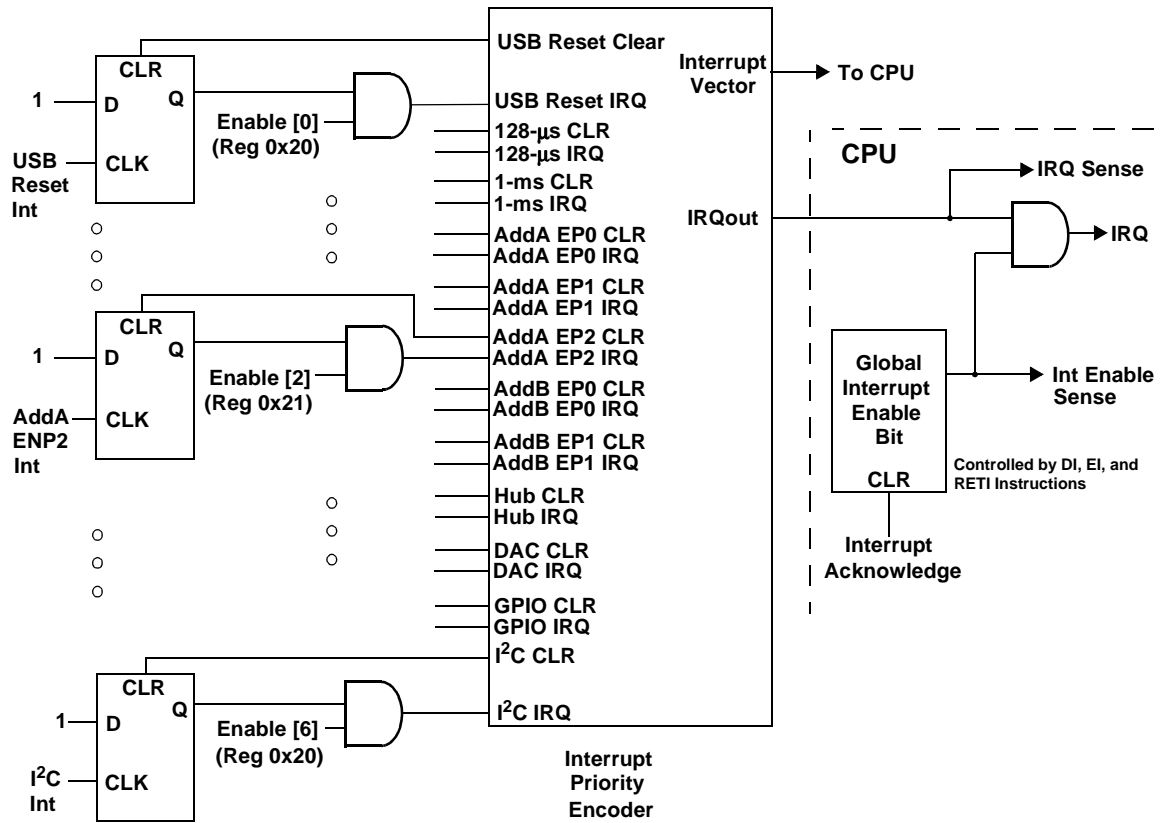 CLR
D
Q
CLK
1
USB
Reset
Int
Enable [0]
(Reg 0x20)
CLR
D
Q
CLK
1
AddA
ENP2
Int
Enable [2]
(Reg 0x21)
CLR
D
Q
CLK
1
I²C
Int
Enable [6]
(Reg 0x20)
USB Reset Clear
USB Reset IRQ
128-μs CLR
128-μs IRQ
1-ms CLR
1-ms IRQ
AddA EP0 CLR
AddA EP0 IRQ
AddA EP1 CLR
AddA EP1 IRQ
AddA EP2 CLR
AddA EP2 IRQ
AddB EP0 CLR
AddB EP0 IRQ
AddB EP1 CLR
AddB EP1 IRQ
Hub CLR
Hub IRQ
DAC CLR
DAC IRQ
GPIO CLR
GPIO IRQ
I²C CLR
I²C IRQ
Interrupt
Vector
IRQout
Interrupt
Priority
Encoder
To CPU
CPU
IRQ Sense
IRQ
Global
Interrupt
Enable
Bit
CLR
Int Enable
Sense
Controlled by DI, EI, and
RETI Instructions
Interrupt
Acknowledge